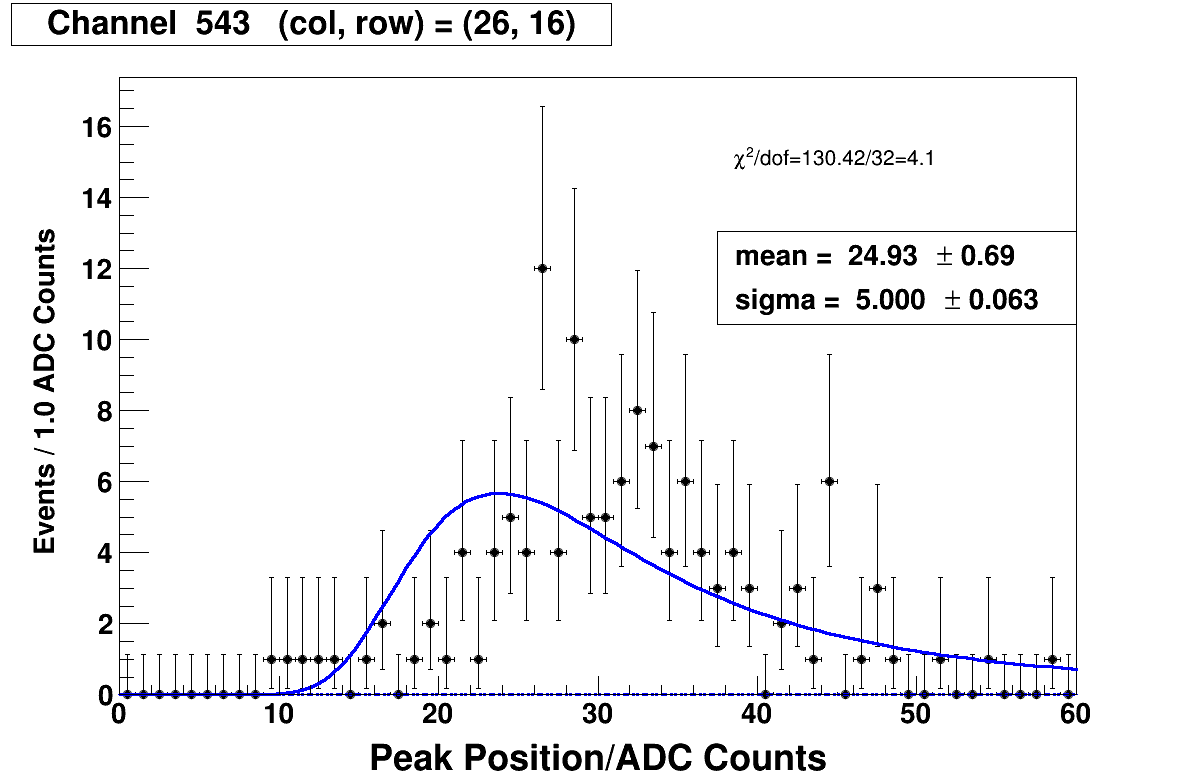 Channel 543 (col, row) = (26, 16)
χ²/dof=130.42/32=4.1
mean = 24.93 ± 0.69
sigma = 5.000 ± 0.063
Events / 1.0 ADC Counts
16
14
12
10
8
6
4
2
0
0 10 20 30 40 50 60
Peak Position/ADC Counts